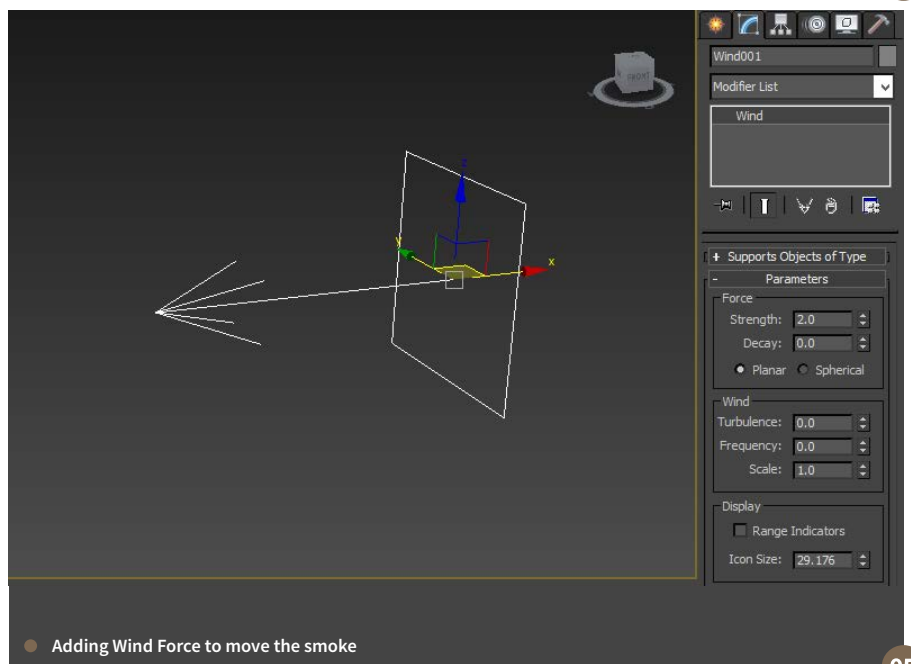 Wind001
Modifier List
Wind
FRONT
z
y
x
+ Supports Objects of Type
- Parameters
Force
Strength: 2.0
Decay: 0.0
Planar Spherical
Wind
Turbulence: 0.0
Frequency: 0.0
Scale: 1.0
Display
Range Indicators
Icon Size: 29.176
Adding Wind Force to move the smoke